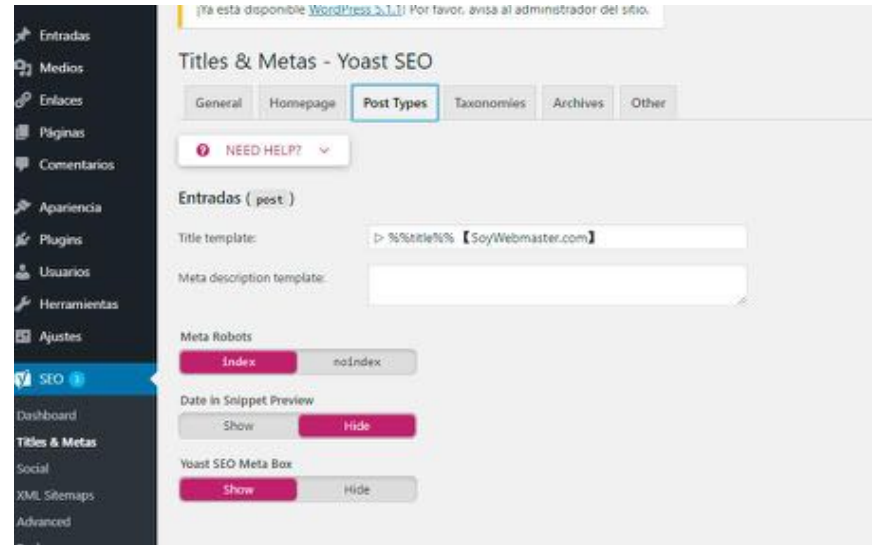 ¡Ya está disponible WordPress 5.1.1! Por favor, avisa al administrador del sitio.
Entradas
Medios
Enlaces
Páginas
Comentarios
Apariencia
Plugins
Usuarios
Herramientas
Ajustes
SEO
Dashboard
Titles & Metas
Social
XML Sitemaps
Advanced
Titles & Metas - Yoast SEO
General Homepage Post Types Taxonomies Archives Other
NEED HELP?
Entradas ( post )
Title template: ▷ %%title%% 【SoyWebmaster.com】
Meta description template:
Meta Robots
Index noIndex
Date in Snippet Preview
Show Hide
Yoast SEO Meta Box
Show Hide